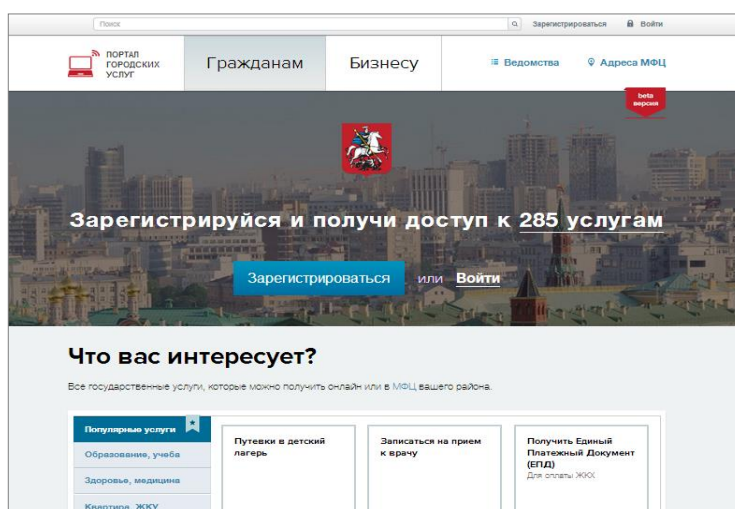 Поиск
Зарегистрироваться
Войти
ПОРТАЛ
ГОРОДСКИХ
УСЛУГ
Гражданам
Бизнесу
Ведомства
Адреса МФЦ
beta
версия
Зарегистрируйся и получи доступ к 285 услугам
Зарегистрироваться или Войти
Что вас интересует?
Все государственные услуги, которые можно получить онлайн или в МФЦ вашего района.
Популярные услуги
Образование, учеба
Здоровье, медицина
Квартира, ЖКУ
Путевки в детский
лагерь
Записаться на прием
к врачу
Получить Единый
Платежный Документ
(ЕПД)
Для оплаты ЖКХ